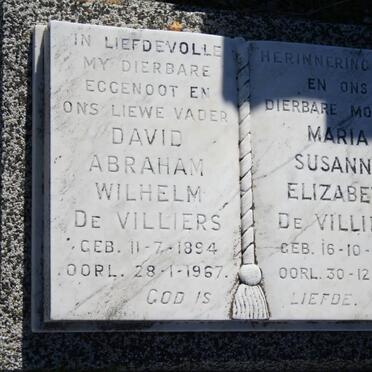 IN LIEFDEVOLLE
MY DIERBARE
EGGENOOT EN
ONS LIEWE VADER
DAVID
ABRAHAM
WILHELM
DE VILLIERS
GEB. 11-7-1894
OORL. 28-1-1967.
GOD IS
HERINNERING
EN ONS
DIERBARE
MARIA
SUSANN
ELIZABE
DE VILLI
GEB. 16-10-
OORL. 30-12
LIEFDE.